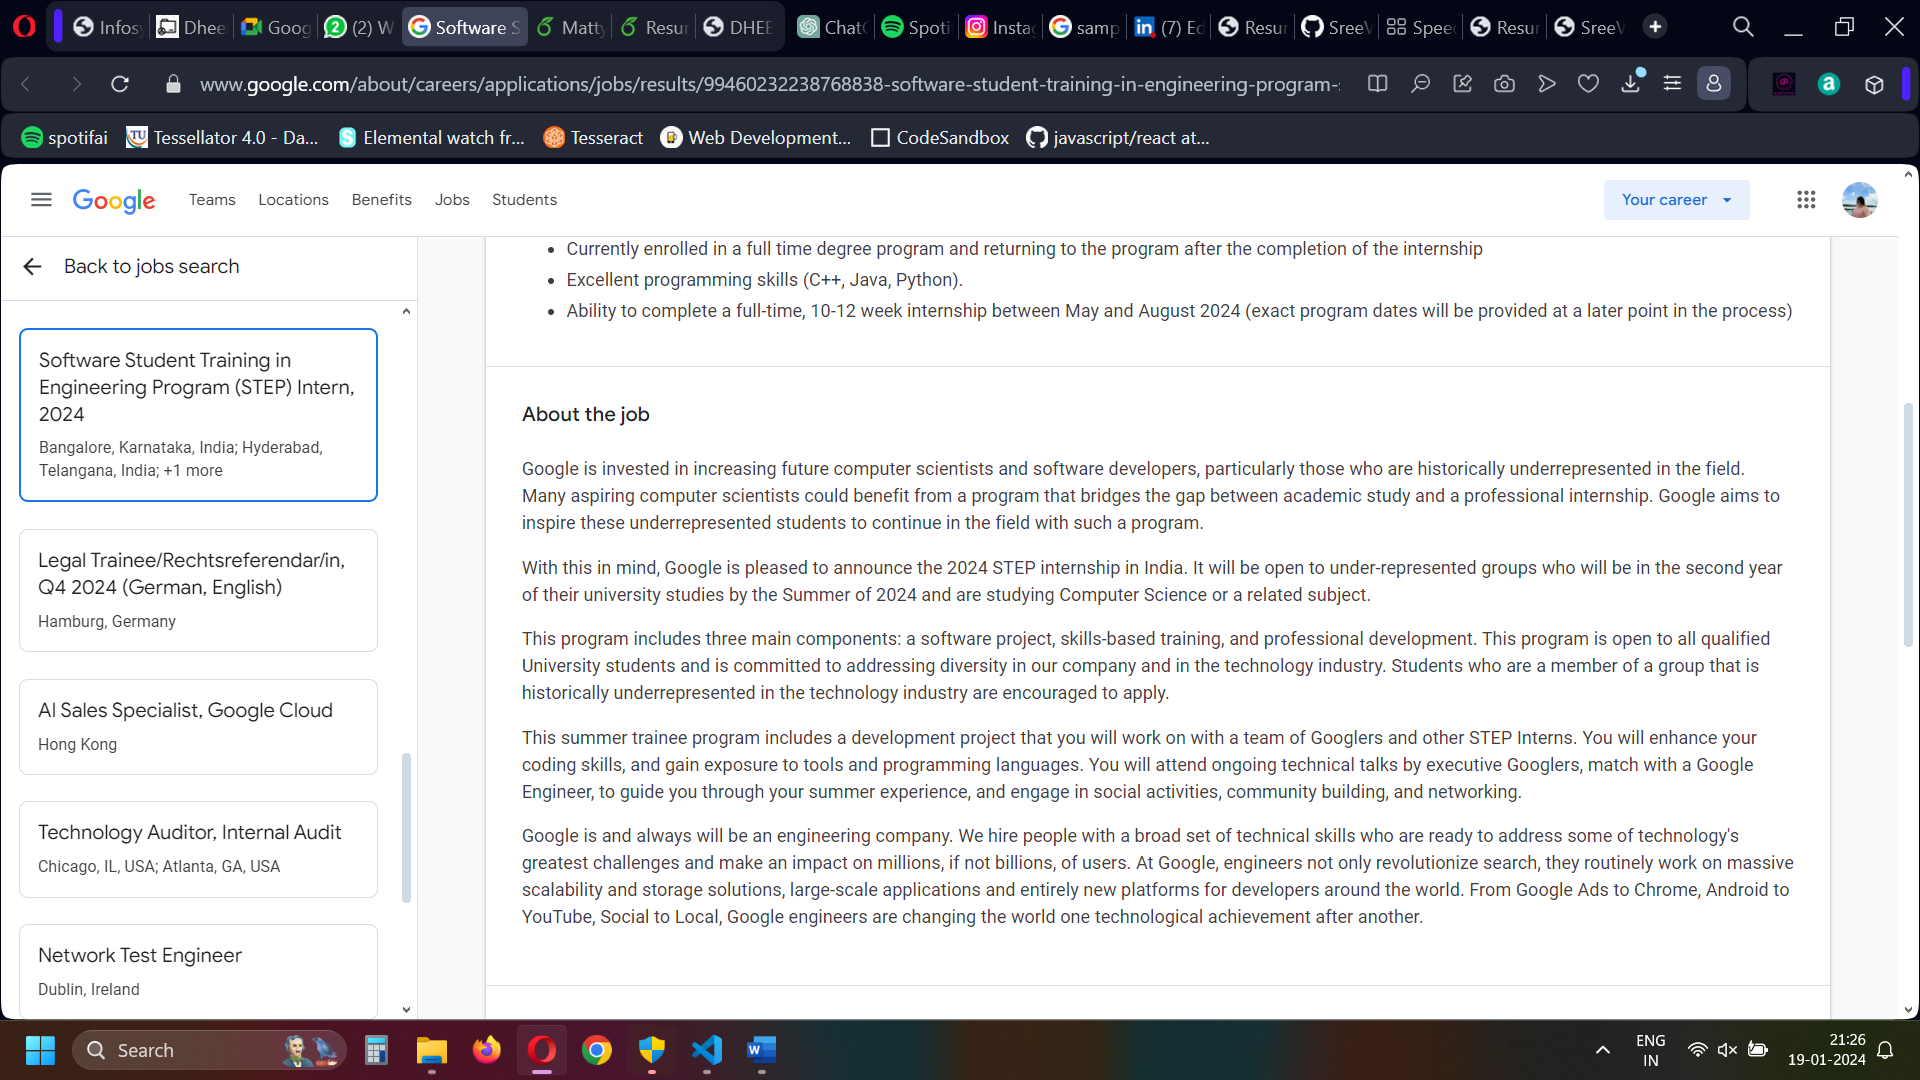 Infosy
Dhee
Goog
(2) W
Software S
Matty
Resur
DHEE
ChatG
Spoti
Insta
samp
(7) Ed
Resur
SreeV
Speed
Resur
SreeV
www.google.com/about/careers/applications/jobs/results/99460232238768838-software-student-training-in-engineering-program-
spotifai
Tessellator 4.0 - Da...
Elemental watch fr...
Tesseract
Web Development...
CodeSandbox
javascript/react at...
Google
Teams
Locations
Benefits
Jobs
Students
Your career
Back to jobs search
Software Student Training in
Engineering Program (STEP) Intern,
2024
Bangalore, Karnataka, India; Hyderabad,
Telangana, India; +1 more
Legal Trainee/Rechtsreferendar/in,
Q4 2024 (German, English)
Hamburg, Germany
AI Sales Specialist, Google Cloud
Hong Kong
Technology Auditor, Internal Audit
Chicago, IL, USA; Atlanta, GA, USA
Network Test Engineer
Dublin, Ireland
• Currently enrolled in a full time degree program and returning to the program after the completion of the internship
• Excellent programming skills (C++, Java, Python).
• Ability to complete a full-time, 10-12 week internship between May and August 2024 (exact program dates will be provided at a later point in the process)
About the job
Google is invested in increasing future computer scientists and software developers, particularly those who are historically underrepresented in the field.
Many aspiring computer scientists could benefit from a program that bridges the gap between academic study and a professional internship. Google aims to
inspire these underrepresented students to continue in the field with such a program.
With this in mind, Google is pleased to announce the 2024 STEP internship in India. It will be open to under-represented groups who will be in the second year
of their university studies by the Summer of 2024 and are studying Computer Science or a related subject.
This program includes three main components: a software project, skills-based training, and professional development. This program is open to all qualified
University students and is committed to addressing diversity in our company and in the technology industry. Students who are a member of a group that is
historically underrepresented in the technology industry are encouraged to apply.
This summer trainee program includes a development project that you will work on with a team of Googlers and other STEP Interns. You will enhance your
coding skills, and gain exposure to tools and programming languages. You will attend ongoing technical talks by executive Googlers, match with a Google
Engineer, to guide you through your summer experience, and engage in social activities, community building, and networking.
Google is and always will be an engineering company. We hire people with a broad set of technical skills who are ready to address some of technology's
greatest challenges and make an impact on millions, if not billions, of users. At Google, engineers not only revolutionize search, they routinely work on massive
scalability and storage solutions, large-scale applications and entirely new platforms for developers around the world. From Google Ads to Chrome, Android to
YouTube, Social to Local, Google engineers are changing the world one technological achievement after another.
Search
ENG
IN
21:26
19-01-2024